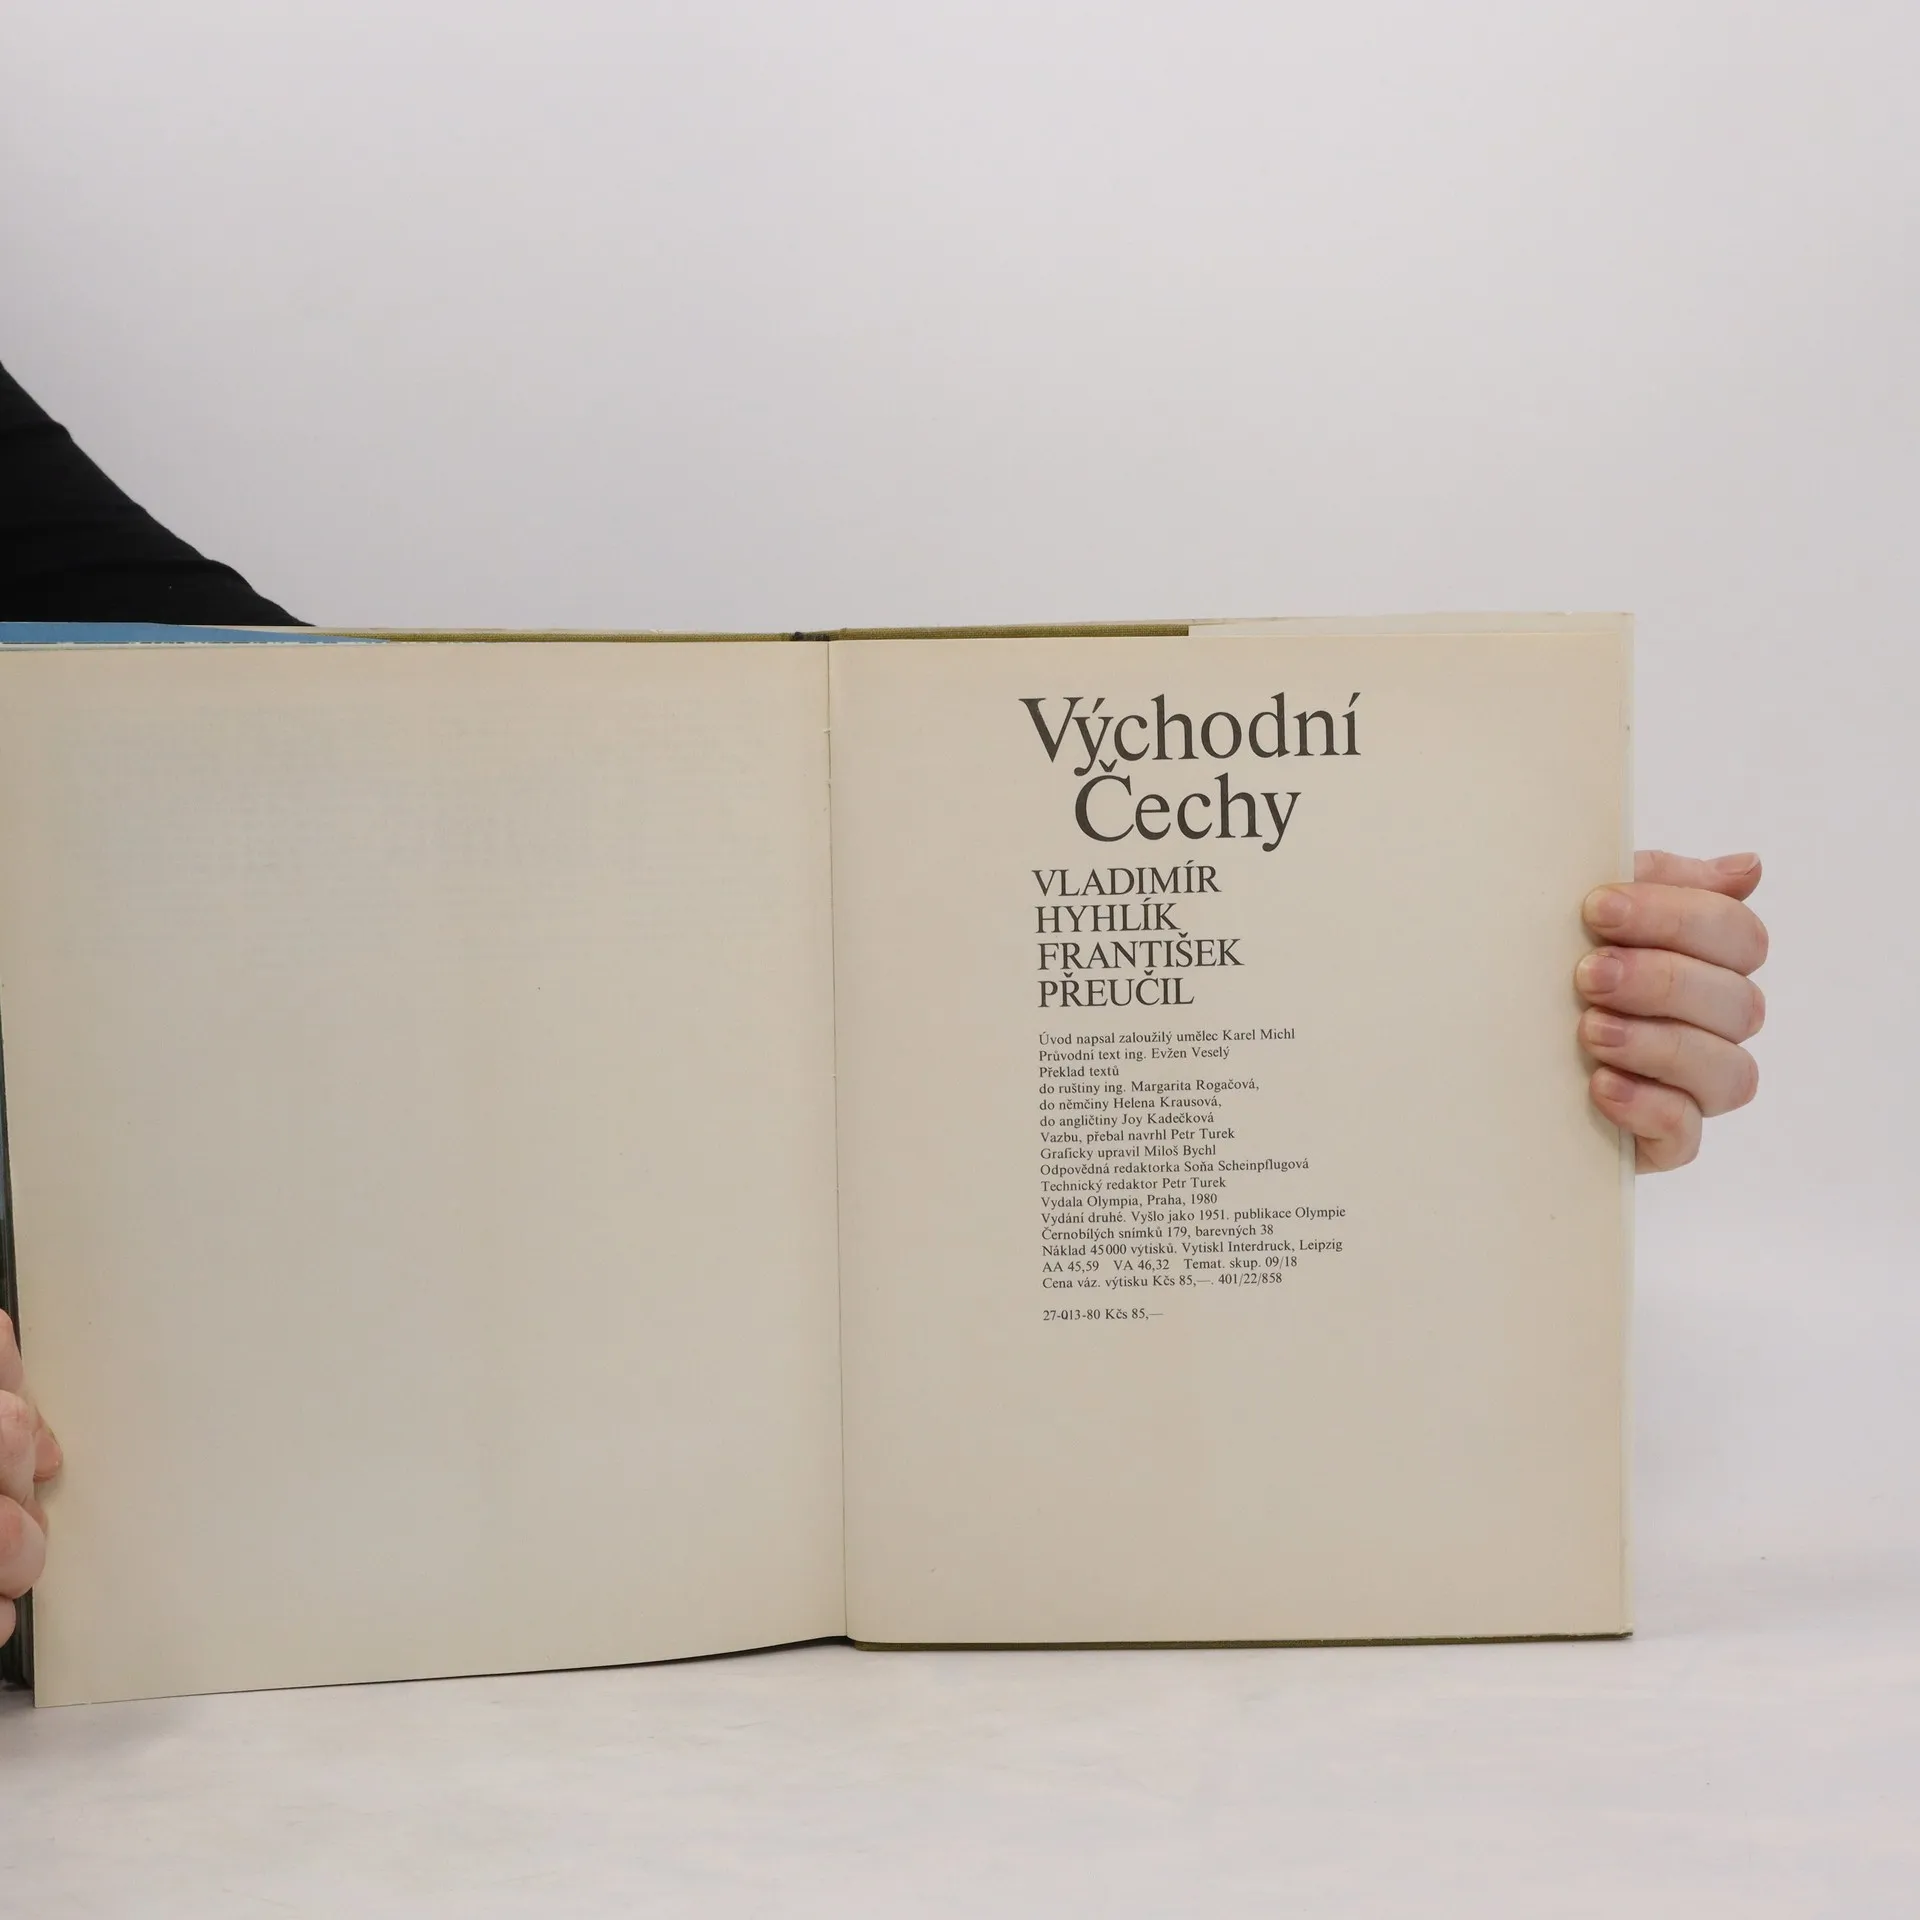 Východní
Čechy
VLADIMÍR
HYHLÍK
FRANTIŠEK
PŘEUČIL
Úvod napsal zaloužilý umělec Karel Michl
Průvodní text ing. Evžen Veselý
Překlad textů
do ruštiny ing. Margarita Rogačová,
do němčiny Helena Krausová,
do angličtiny Joy Kadečková
Vazbu, přebal navrhl Petr Turek
Graficky upravil Miloš Bychl
Odpovědná redaktorka Soňa Scheinpflugová
Technický redaktor Petr Turek
Vydala Olympia, Praha, 1980
Vydání druhé. Vyšlo jako 1951. publikace Olympie
Černobílých snímků 179, barevných 38
Náklad 45 000 výtisků. Vytiskl Interdruck, Leipzig
AA 45,59 VA 46,32 Temat. skup. 09/18
Cena váz. výtisku Kčs 85,—. 401/22/858
27-013-80 Kčs 85,—